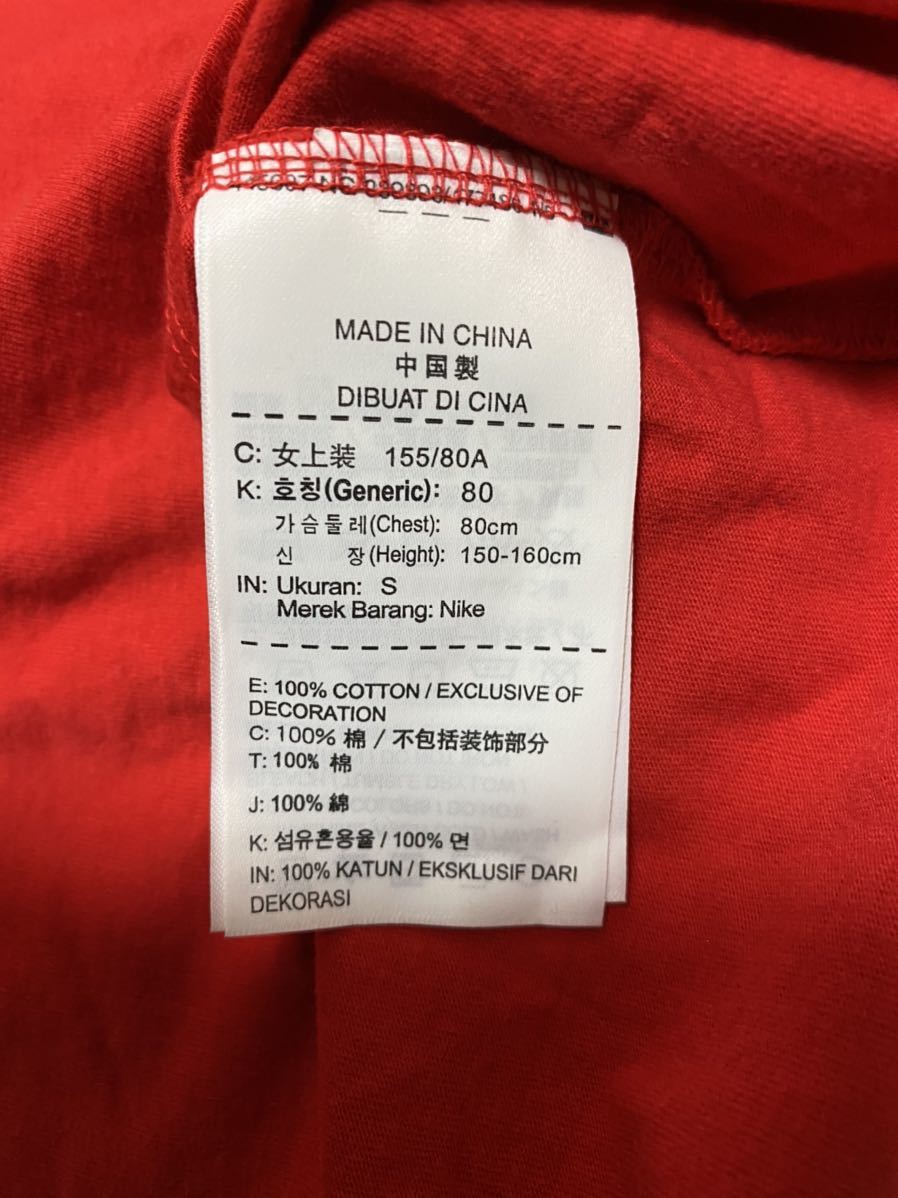 MADE IN CHINA
中国製
DIBUAT DI CINA
C: 女上装 155/80A
K: 호칭(Generic): 80
가슴둘레(Chest): 80cm
신 장(Height): 150-160cm
IN: Ukuran: S
Merek Barang: Nike
E: 100% COTTON / EXCLUSIVE OF
DECORATION
C: 100% 棉 / 不包括装饰部分
T: 100% 棉
J: 100% 綿
K: 섬유혼용율 / 100% 면
IN: 100% KATUN / EKSKLUSIF DARI
DEKORASI